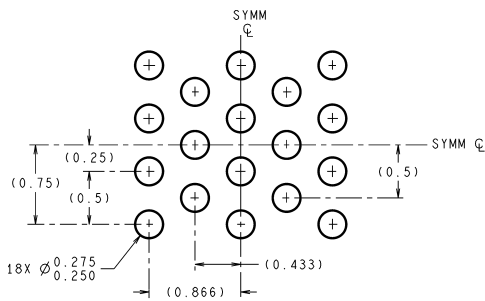 SYMM
℄
SYMM ℄
(0.25)
(0.75)
(0.5)
(0.5)
18X ⌀ 0.275
0.250
(0.433)
(0.866)